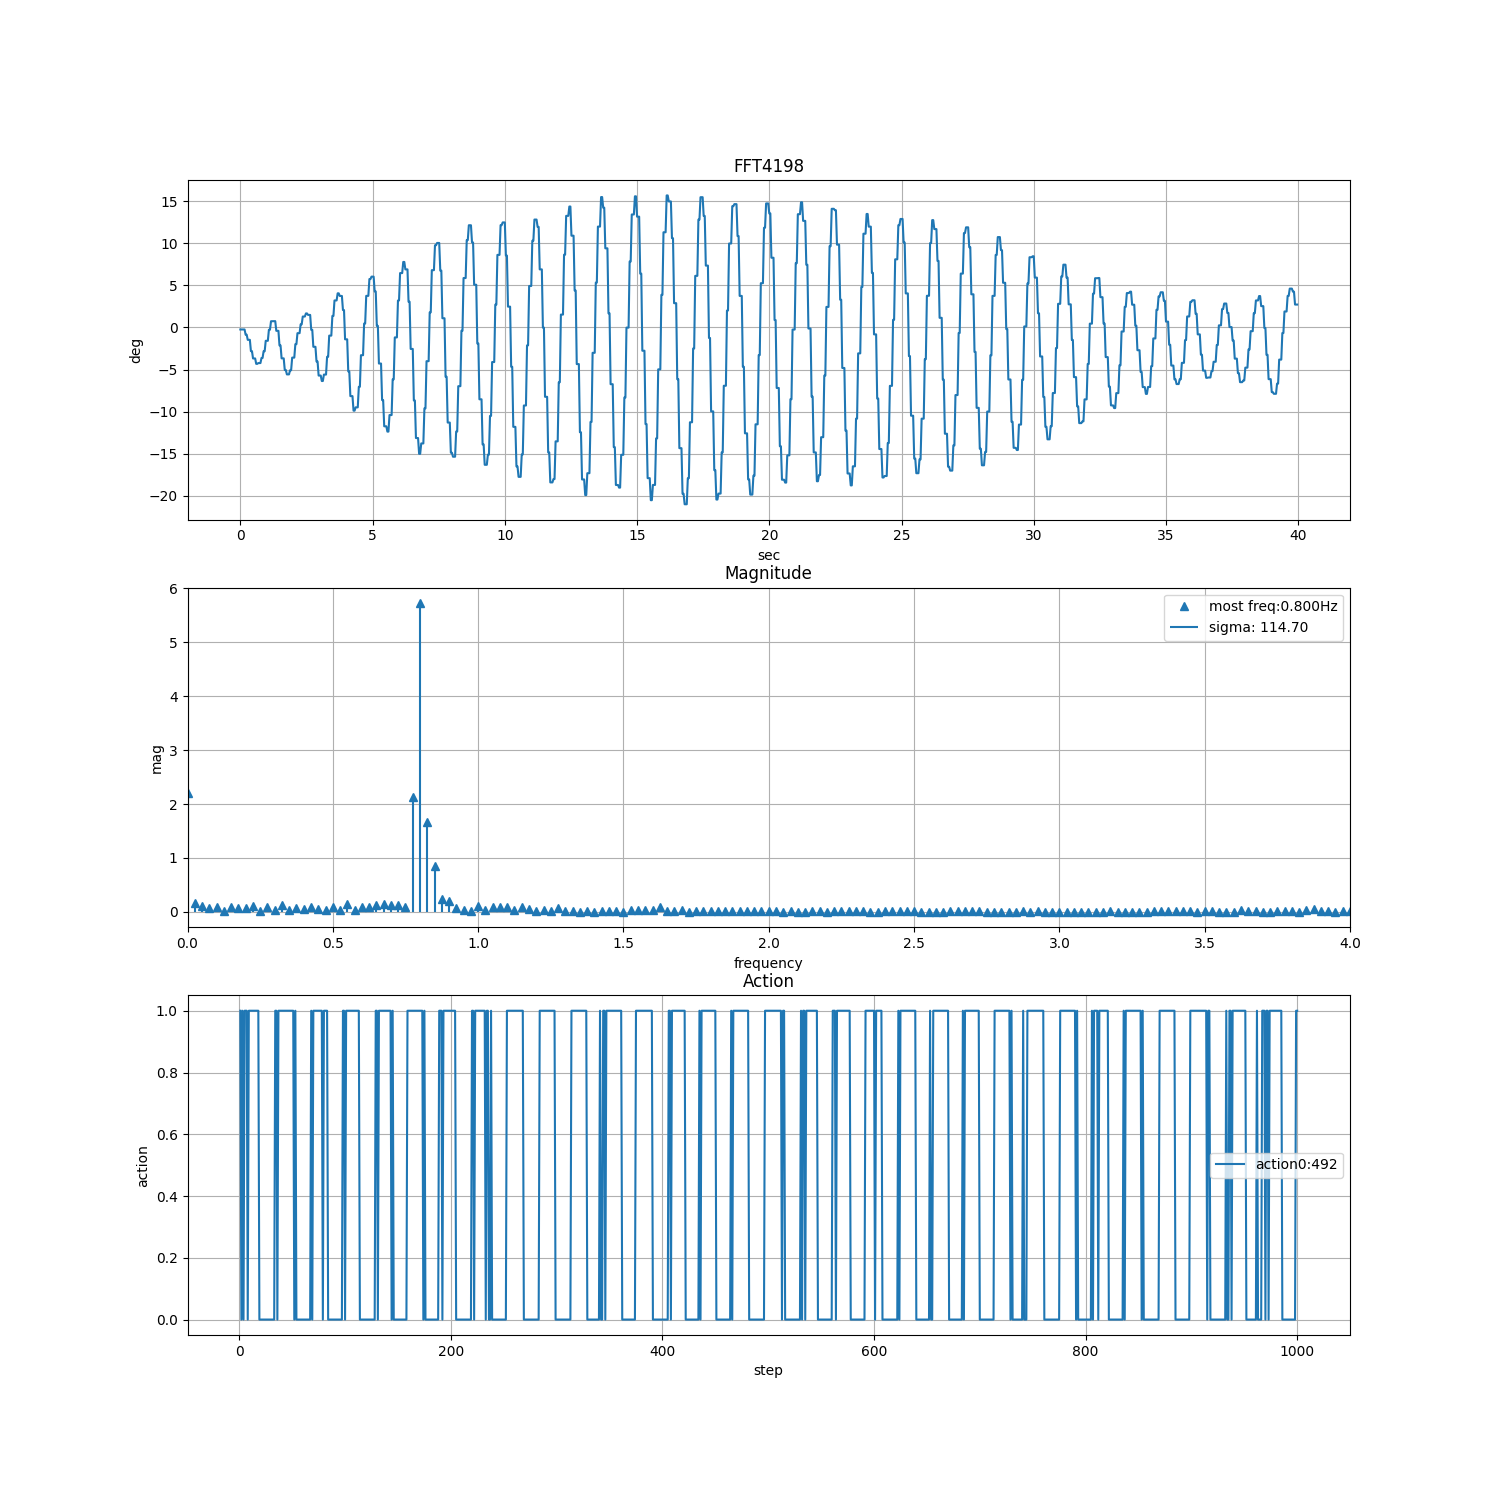 FFT4198
15
10
5
0
−5
−10
−15
−20
deg
0 5 10 15 20 25 30 35 40
sec
Magnitude
6
5
4
3
2
1
0
mag
most freq:0.800Hz
sigma: 114.70
0.0 0.5 1.0 1.5 2.0 2.5 3.0 3.5 4.0
frequency
Action
1.0
0.8
0.6
0.4
0.2
0.0
action
action0:492
0 200 400 600 800 1000
step